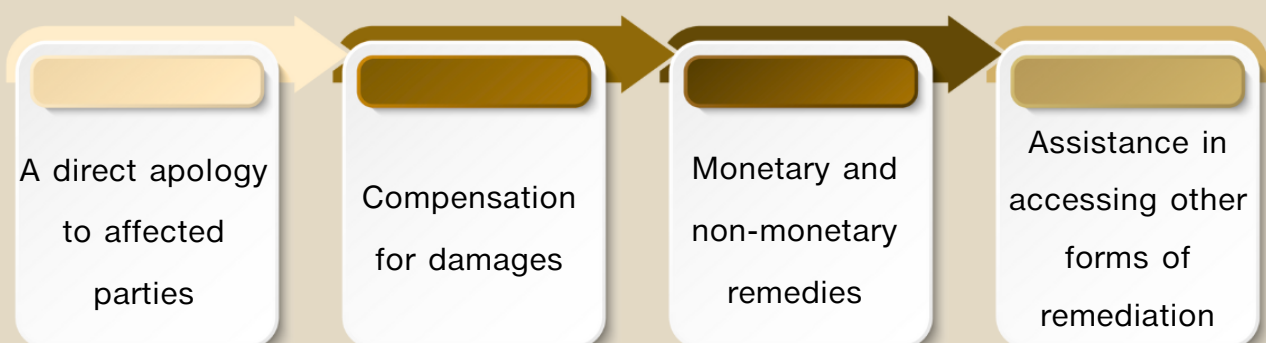 A direct apology
to affected
parties
Compensation
for damages
Monetary and
non-monetary
remedies
Assistance in
accessing other
forms of
remediation